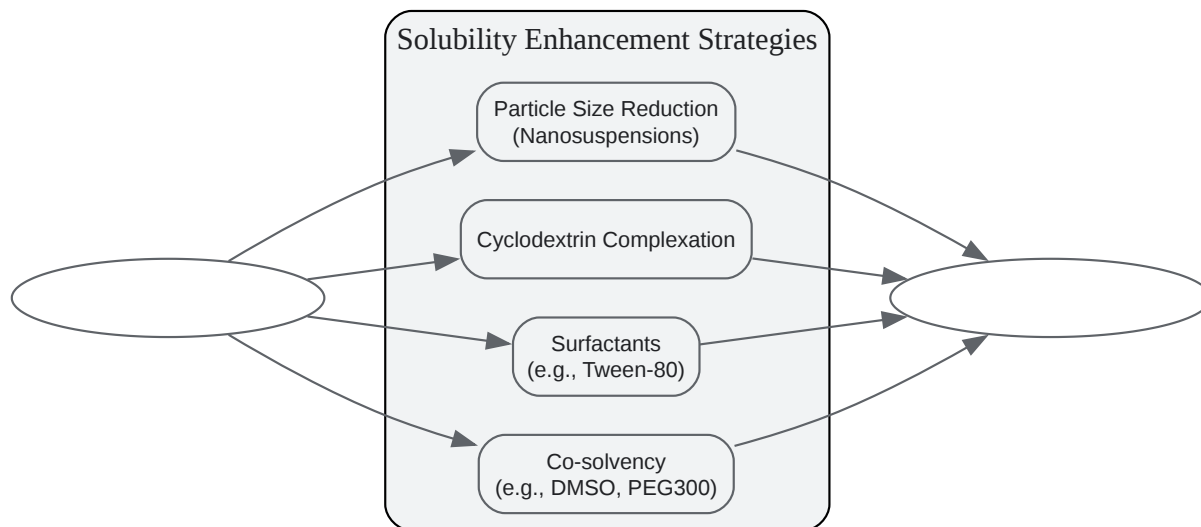 Solubility Enhancement Strategies
Particle Size Reduction
(Nanosuspensions)
Cyclodextrin Complexation
Surfactants
(e.g., Tween-80)
Co-solvency
(e.g., DMSO, PEG300)